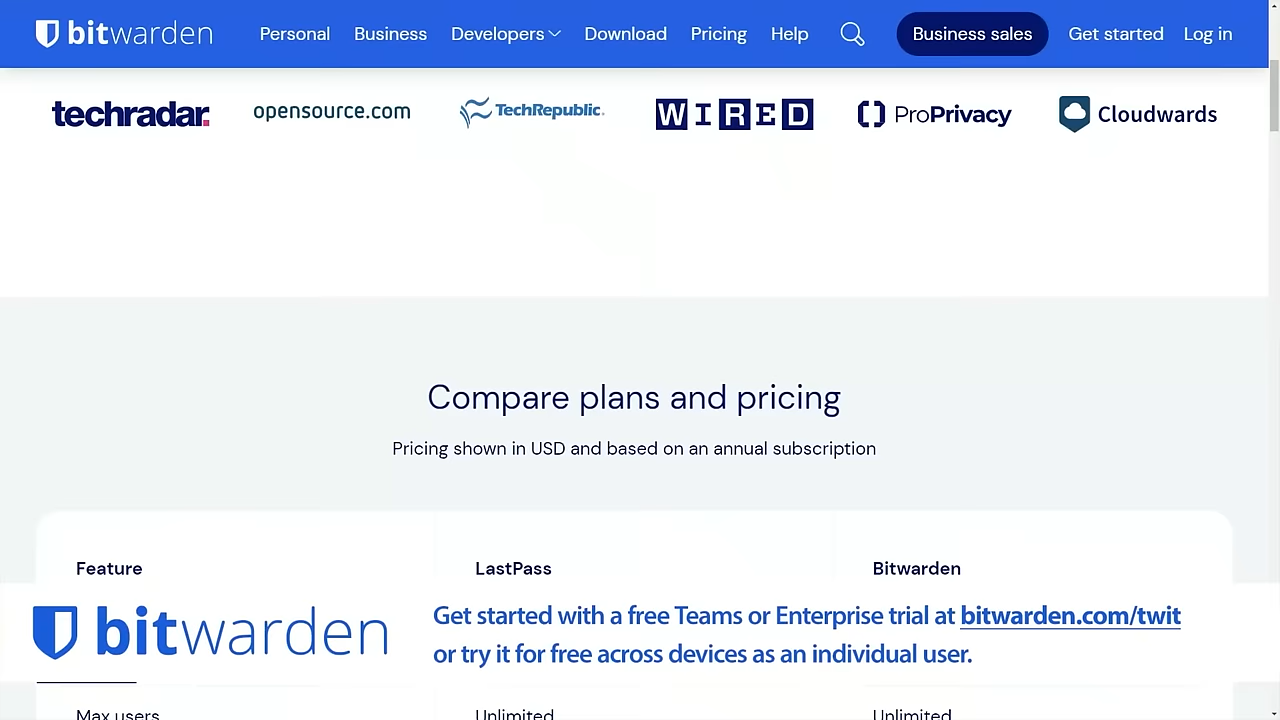 bitwarden Personal Business Developers Download Pricing Help Business sales Get started Log in
techradar. opensource.com TechRepublic. WIRED ProPrivacy Cloudwards
Compare plans and pricing
Pricing shown in USD and based on an annual subscription
Feature LastPass Bitwarden
bitwarden
Get started with a free Teams or Enterprise trial at bitwarden.com/twit
or try it for free across devices as an individual user.
Max users Unlimited Unlimited